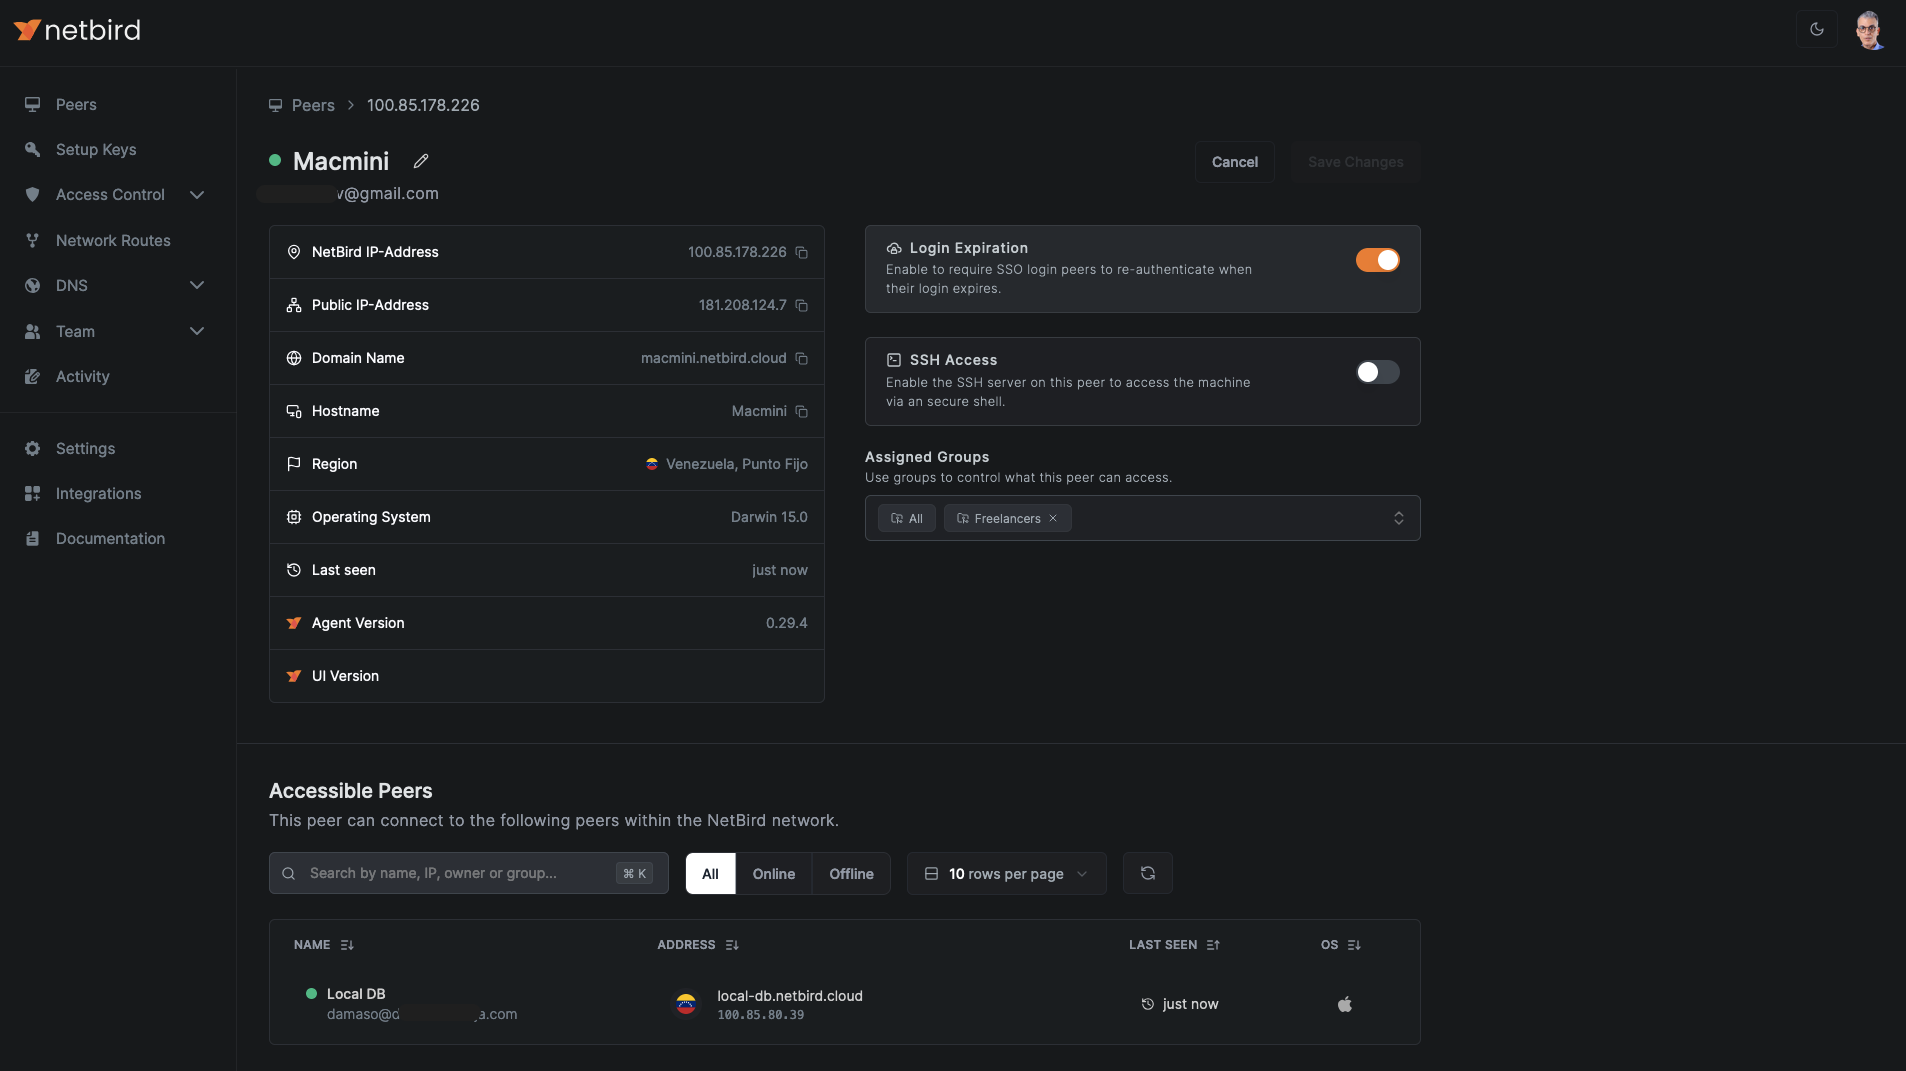 netbird
Peers
Setup Keys
Access Control
Network Routes
DNS
Team
Activity
Settings
Integrations
Documentation
Peers > 100.85.178.226
Macmini
Cancel
Save Changes
v@gmail.com
NetBird IP-Address 100.85.178.226
Public IP-Address 181.208.124.7
Domain Name macmini.netbird.cloud
Hostname Macmini
Region Venezuela, Punto Fijo
Operating System Darwin 15.0
Last seen just now
Agent Version 0.29.4
UI Version
Login Expiration
Enable to require SSO login peers to re-authenticate when
their login expires.
SSH Access
Enable the SSH server on this peer to access the machine
via an secure shell.
Assigned Groups
Use groups to control what this peer can access.
All Freelancers ×
Accessible Peers
This peer can connect to the following peers within the NetBird network.
Search by name, IP, owner or group... ⌘ K
All Online Offline
10 rows per page
NAME ADDRESS LAST SEEN OS
Local DB
damaso@d
a.com
local-db.netbird.cloud
100.85.80.39
just now